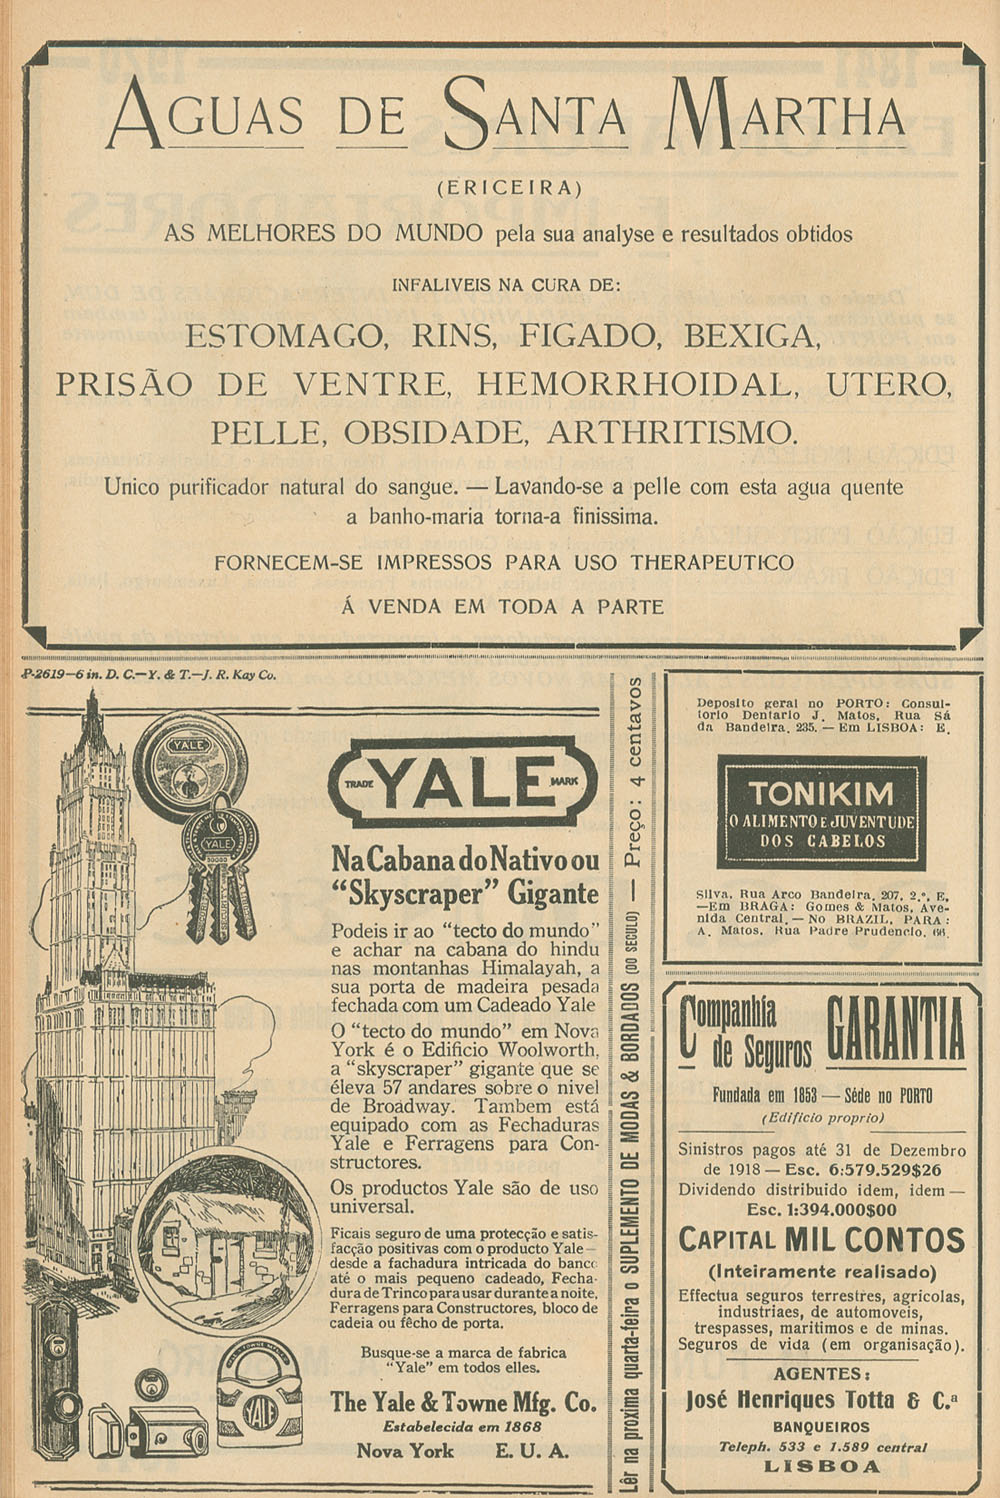 AGUAS DE SANTA MARTHA
(ERICEIRA)
AS MELHORES DO MUNDO pela sua analyse e resultados obtidos
INFALIVEIS NA CURA DE:
ESTOMAGO, RINS, FIGADO, BEXIGA,
PRISÃO DE VENTRE, HEMORRHOIDAL, UTERO,
PELLE, OBSIDADE, ARTHRITISMO.
Unico purificador natural do sangue. — Lavando-se a pelle com esta agua quente
a banho-maria torna-a finissima.
FORNECEM-SE IMPRESSOS PARA USO THERAPEUTICO
Á VENDA EM TODA A PARTE
P-2619—6 in. D. C.—Y. & T.—J. R. Kay Co.
YALE
YALE
TRADE YALE MARK
Na Cabana do Nativo ou
“Skyscraper” Gigante
Podeis ir ao “tecto do mundo”
e achar na cabana do hindu
nas montanhas Himalayah, a
sua porta de madeira pesada
fechada com um Cadeado Yale
O “tecto do mundo” em Nova
York é o Edificio Woolworth,
a “skyscraper” gigante que se
éleva 57 andares sobre o nivel
de Broadway. Tambem está
equipado com as Fechaduras
Yale e Ferragens para Con-
structores.
Os productos Yale são de uso
universal.
Ficais seguro de uma protecção e satis-
facção positivas com o producto Yale—
desde a fachadura intricada do banco
até o mais pequeno cadeado, Fecha-
dura de Trinco para usar durante a noite,
Ferragens para Constructores, bloco de
cadeia ou fêcho de porta.
Busque-se a marca de fabrica
“Yale” em todos elles.
The Yale & Towne Mfg. Co.
Estabelecida em 1868
Nova York E. U. A.
YALE
Lêr na proxima quarta-feira o SUPLEMENTO DE MODAS & BORDADOS (DO SECULO) — Preço: 4 centavos
Deposito geral no PORTO: Consul-
torio Dentario J. Matos, Rua Sá
da Bandeira, 235. — Em LISBOA: E.
TONIKIM
O ALIMENTO E JUVENTUDE
DOS CABELOS
Silva, Rua Arco Bandeira, 207, 2.º, E.
—Em BRAGA: Gomes & Matos, Ave-
nida Central. — No BRAZIL, PARA:
A. Matos, Rua Padre Prudencio, 66.
Companhia de Seguros GARANTIA
Fundada em 1853 — Séde no PORTO
(Edificio proprio)
Sinistros pagos até 31 de Dezembro
de 1918 — Esc. 6:579.529$26
Dividendo distribuido idem, idem —
Esc. 1:394.000$00
CAPITAL MIL CONTOS
(Inteiramente realisado)
Effectua seguros terrestres, agricolas,
industriaes, de automoveis,
trespasses, maritimos e de minas.
Seguros de vida (em organisação).
AGENTES:
José Henriques Totta & C.ª
BANQUEIROS
Teleph. 533 e 1.589 central
LISBOA